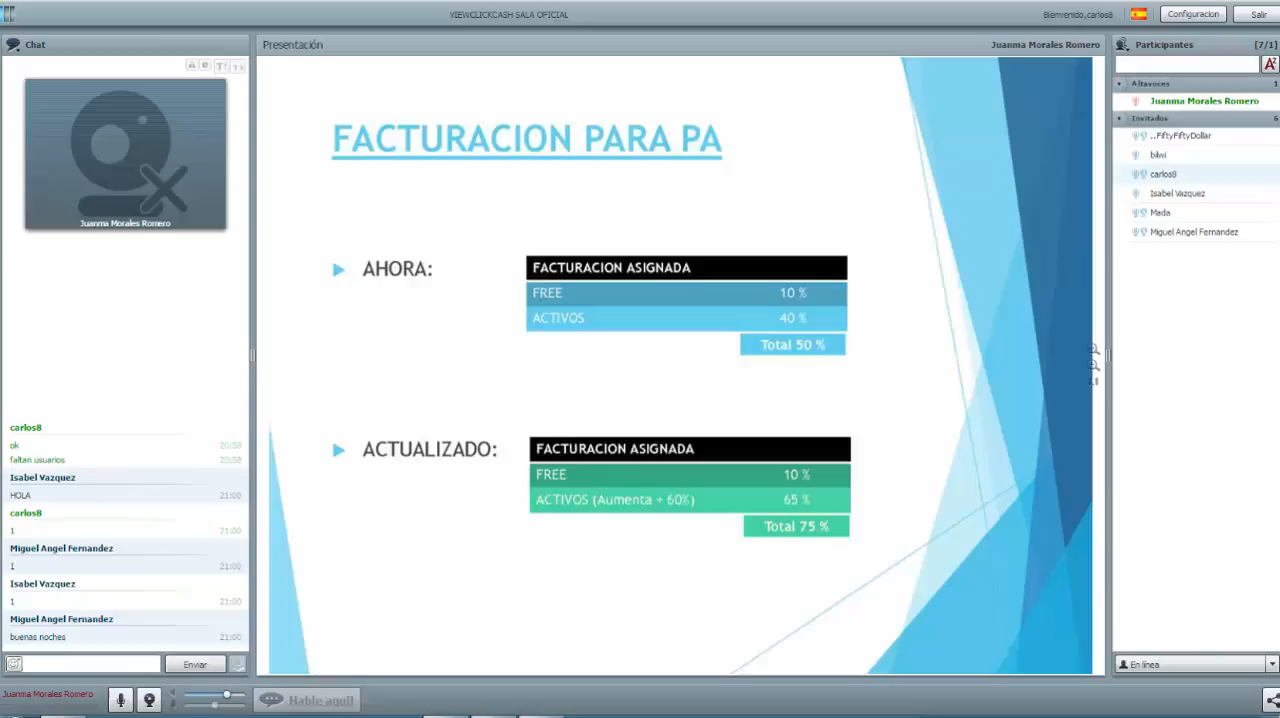 VIEWCLICKCASH SALA OFICIAL
Bienvenido,carlos8
Configuracion
Salir
Chat
Juanma Morales Romero
carlos8
ok 20:58
faltan usuarios 20:58
Isabel Vazquez
HOLA 21:00
carlos8
1 21:00
Miguel Angel Fernandez
1 21:00
Isabel Vazquez
1 21:00
Miguel Angel Fernandez
buenas noches 21:00
Enviar
Juanma Morales Romero
Hable aquí!
Presentación
Juanma Morales Romero
FACTURACION PARA PA
AHORA:
FACTURACION ASIGNADA
FREE 10 %
ACTIVOS 40 %
Total 50 %
ACTUALIZADO:
FACTURACION ASIGNADA
FREE 10 %
ACTIVOS (Aumenta + 60%) 65 %
Total 75 %
Participantes [7/1]
Altavoces 1
Juanma Morales Romero
Invitados 6
..FiftyFiftyDollar
bilwi
carlos8
Isabel Vazquez
Mada
Miguel Angel Fernandez
En línea